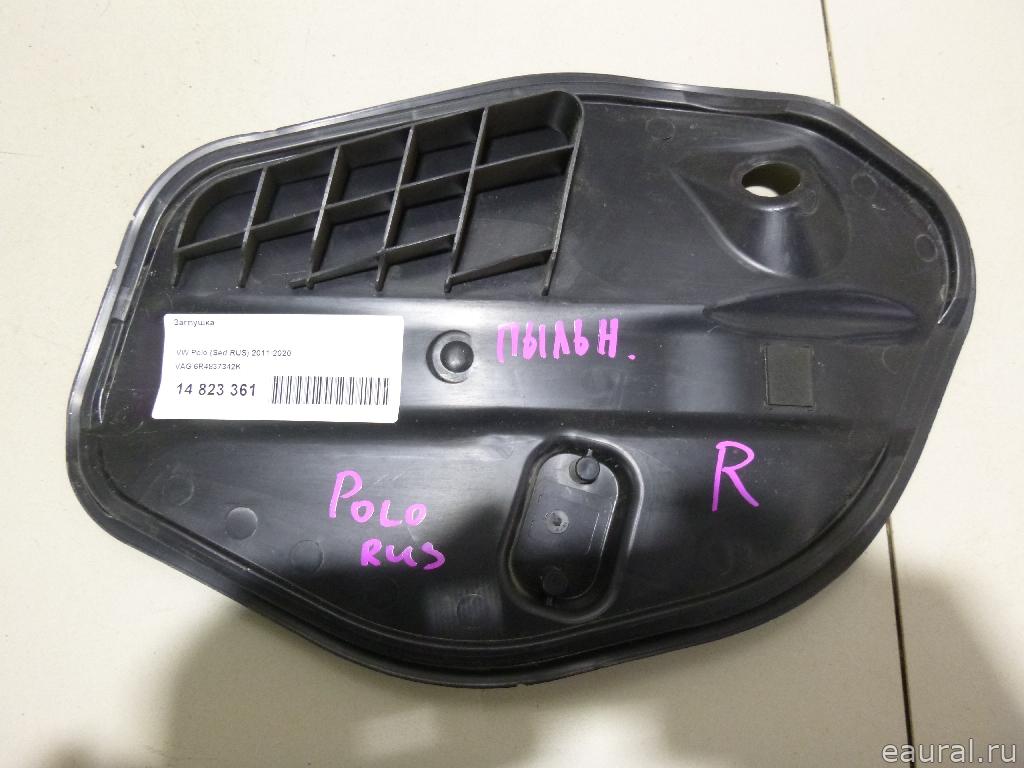 Заглушка
VW Polo (Sed RUS) 2011-2020
VAG 6R4837342K
14 823 361
ПЫЛЬН.
POLO
RUS
R
eaural.ru